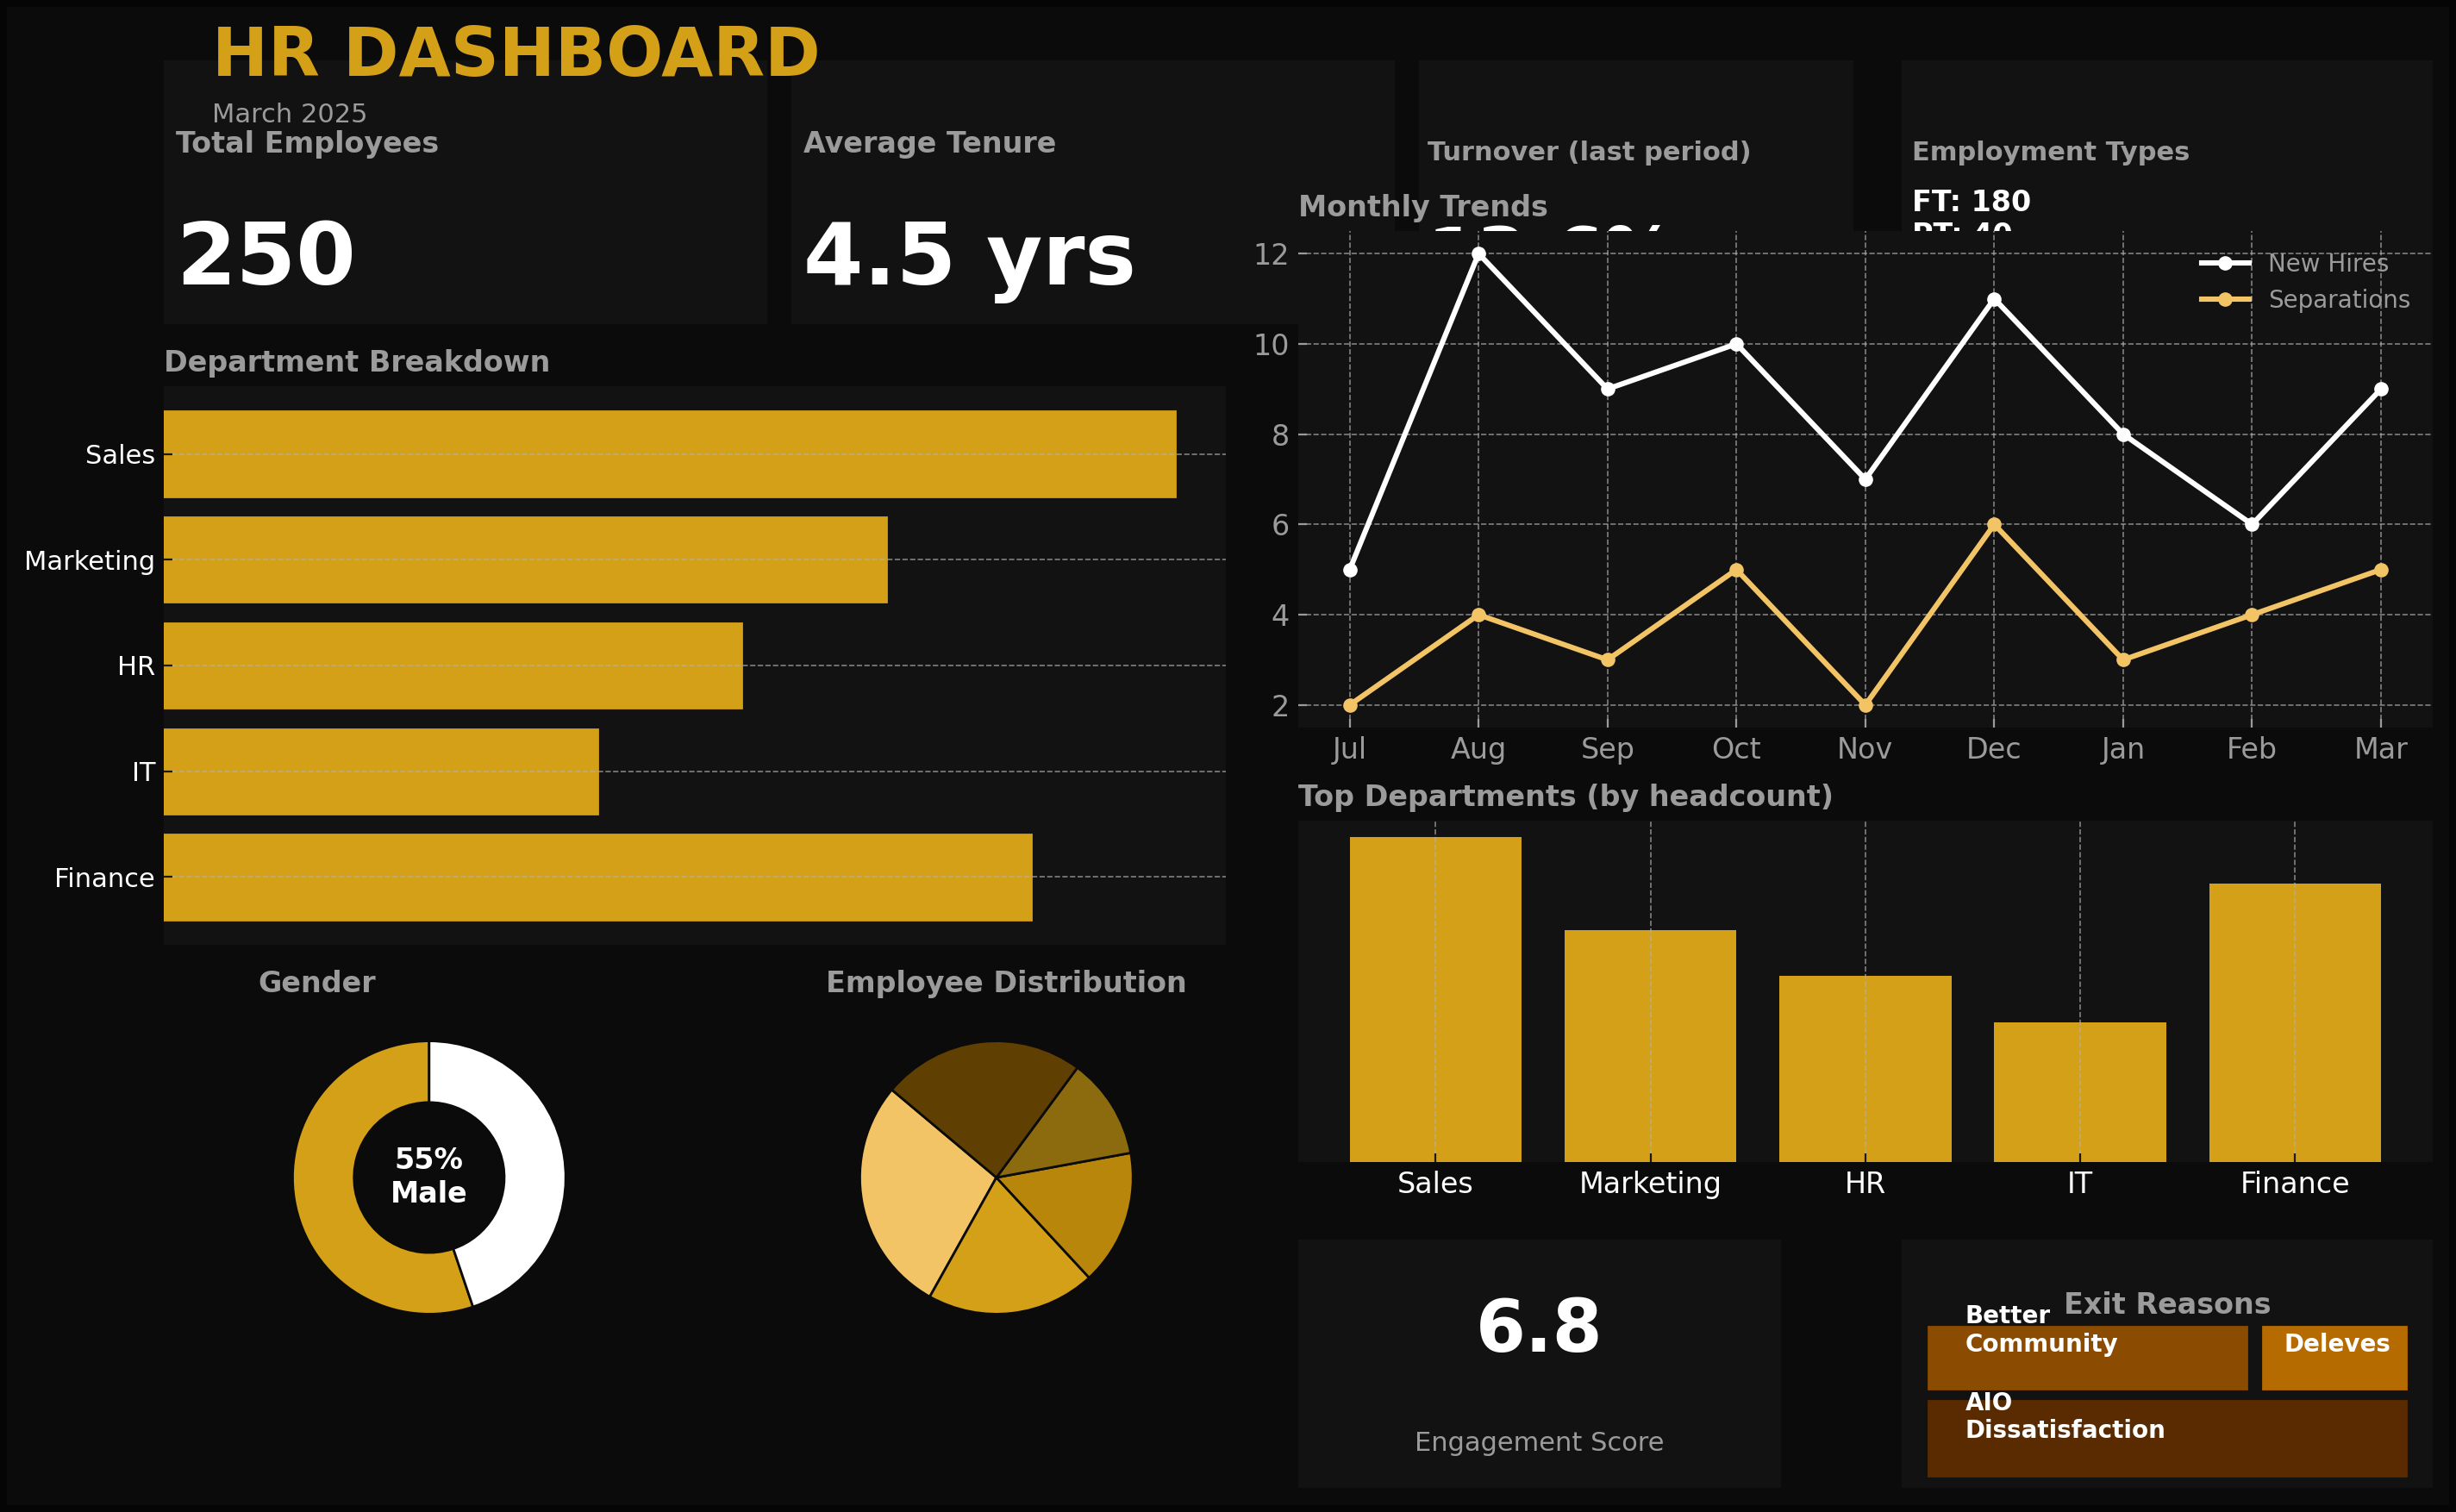 HR DASHBOARD
March 2025
Total Employees
250
Average Tenure
4.5 yrs
Turnover (last period)
Employment Types
FT: 180
PT: 40
Monthly Trends
12
10
8
6
4
2
New Hires
Separations
Jul Aug Sep Oct Nov Dec Jan Feb Mar
Department Breakdown
Sales
Marketing
HR
IT
Finance
Top Departments (by headcount)
Sales Marketing HR IT Finance
Gender
55%
Male
Employee Distribution
6.8
Engagement Score
Exit Reasons
Better
Community
Deleves
AIO
Dissatisfaction